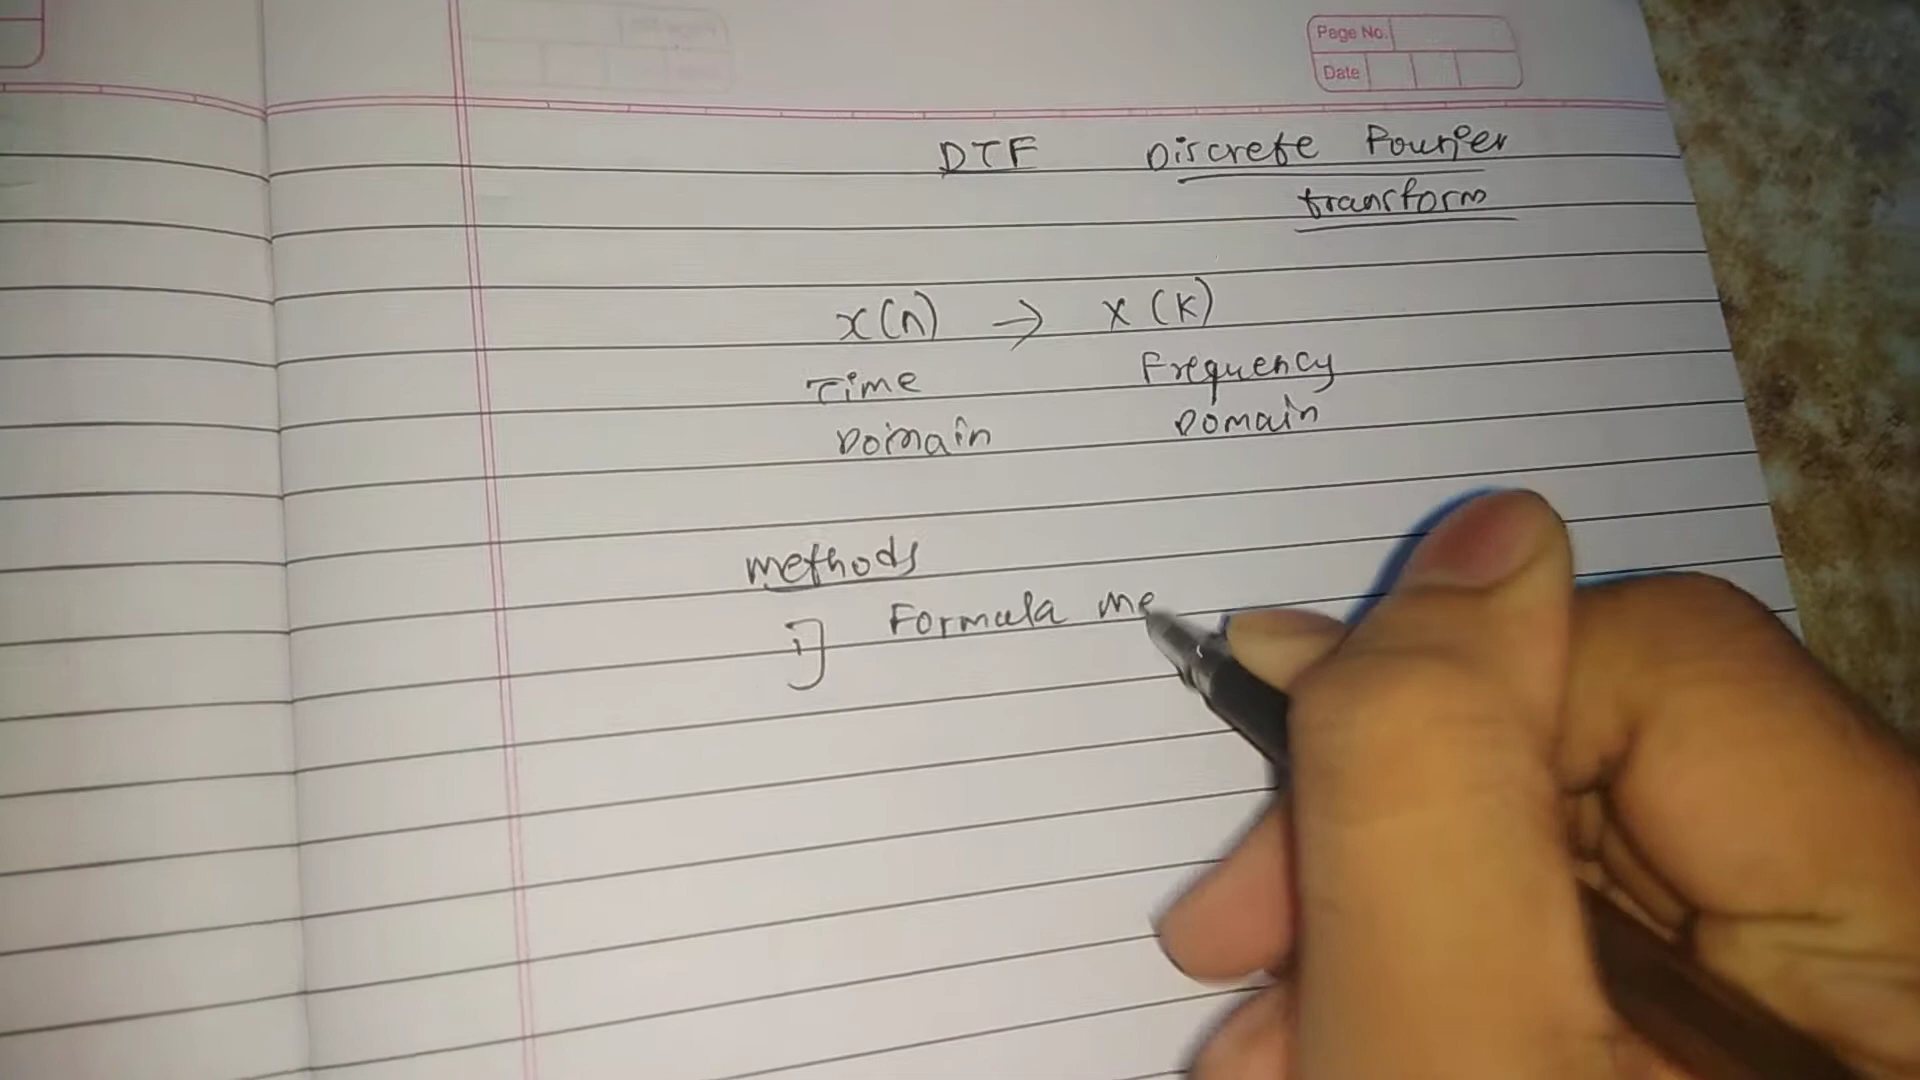 Page No.
Date
DTF Discrete Fourier
transform
x(n) → X(K)
Time Frequency
Domain Domain
methods
i] Formula me